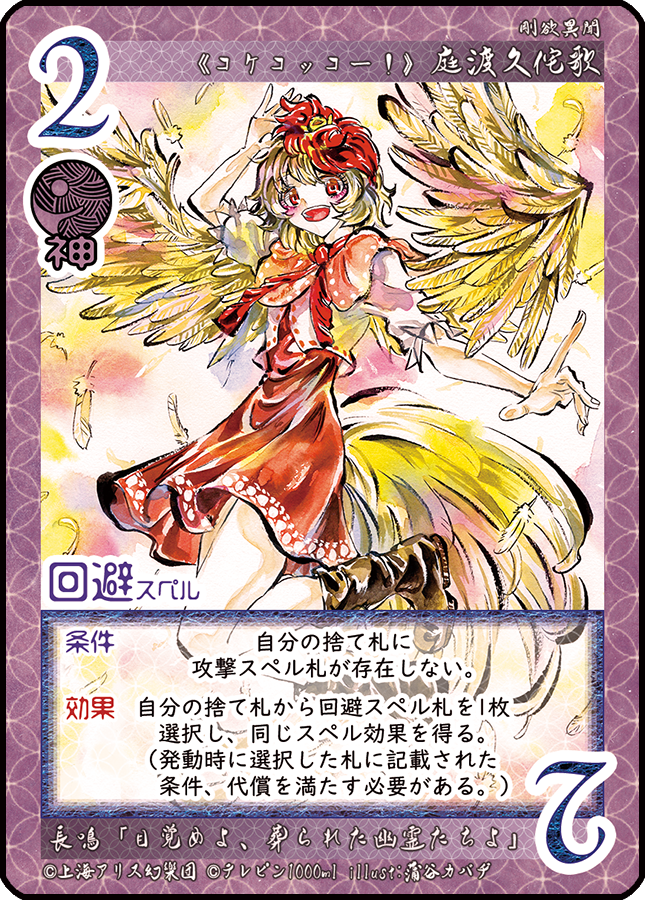 2
剛欲異聞
《コケコッコー!》 庭渡久侘歌
神
回避スペル
条件 自分の捨て札に
攻撃スペル札が存在しない。
効果 自分の捨て札から回避スペル札を1枚
選択し、同じスペル効果を得る。
(発動時に選択した札に記載された
条件、代償を満たす必要がある。)
2
長鳴「日覚めよ、葬られた幽霊たちよ」
©上海アリス幻樂団 ©テレピン1000ml illust:蒲谷カバヂ